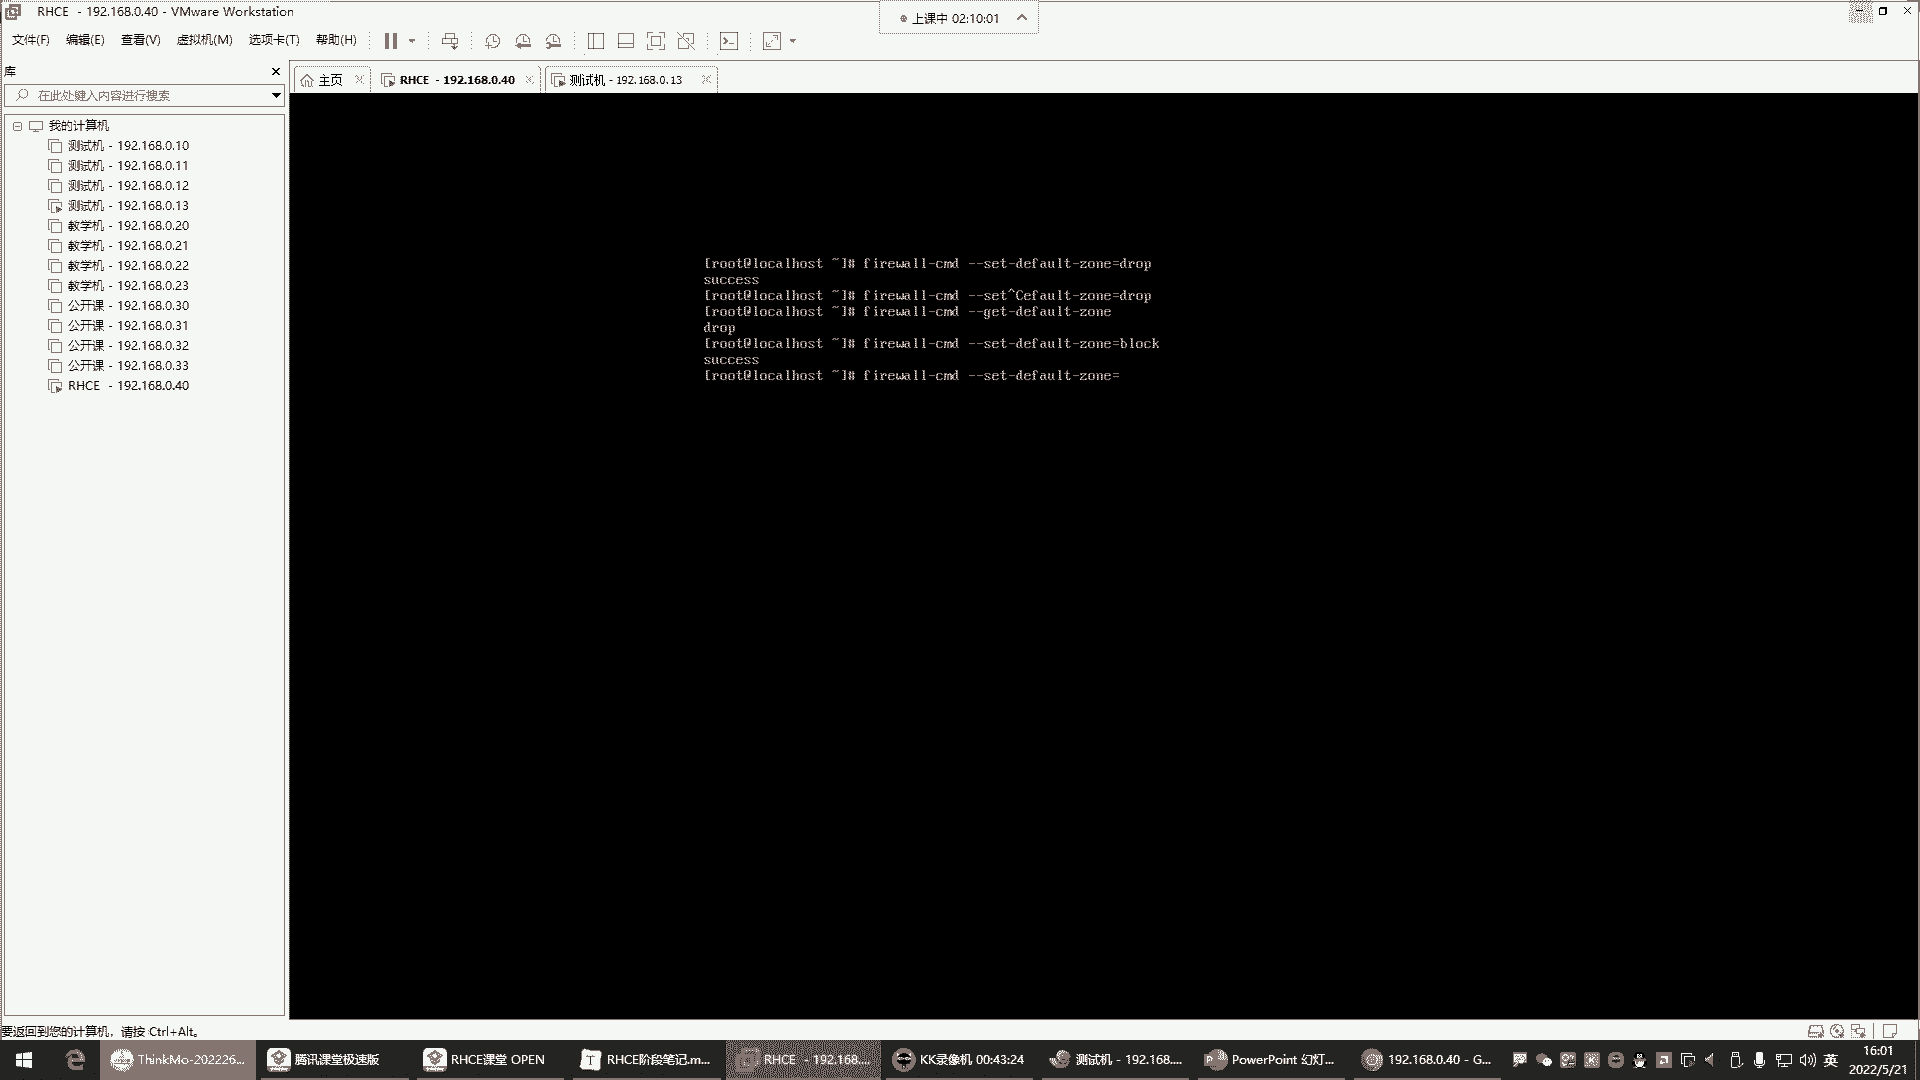 RHCE - 192.168.0.40 - VMware Workstation
上课中 02:10:01
文件(F) 编辑(E) 查看(V) 虚拟机(M) 选项卡(T) 帮助(H)
库
在此处键入内容进行搜索
主页
RHCE - 192.168.0.40
测试机 - 192.168.0.13
我的计算机
测试机 - 192.168.0.10
测试机 - 192.168.0.11
测试机 - 192.168.0.12
测试机 - 192.168.0.13
教学机 - 192.168.0.20
教学机 - 192.168.0.21
教学机 - 192.168.0.22
教学机 - 192.168.0.23
公开课 - 192.168.0.30
公开课 - 192.168.0.31
公开课 - 192.168.0.32
公开课 - 192.168.0.33
RHCE - 192.168.0.40
[root@localhost ~]# firewall-cmd --set-default-zone=drop
success
[root@localhost ~]# firewall-cmd --set^Cefault-zone=drop
[root@localhost ~]# firewall-cmd --get-default-zone
drop
[root@localhost ~]# firewall-cmd --set-default-zone=block
success
[root@localhost ~]# firewall-cmd --set-default-zone=
要返回到您的计算机，请按 Ctrl+Alt。
ThinkMo-202226...
腾讯课堂极速版
RHCE课堂 OPEN
RHCE阶段笔记.m...
RHCE - 192.168....
KK录像机 00:43:24
测试机 - 192.168....
PowerPoint 幻灯...
192.168.0.40 - G...
英
16:01
2022/5/21